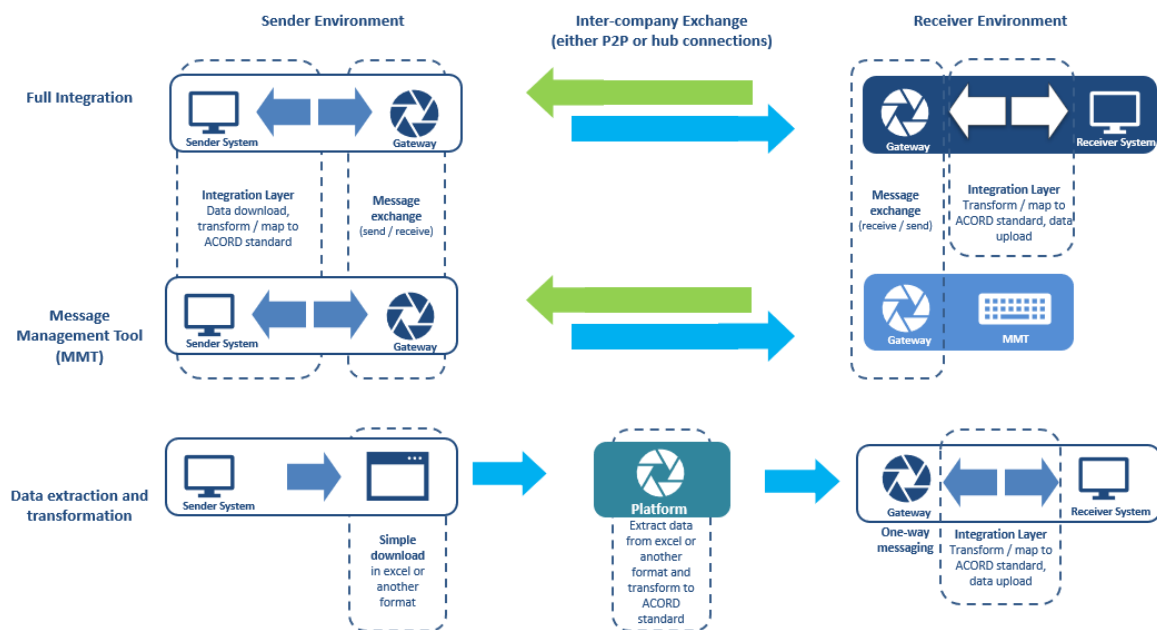 Sender Environment
Inter-company Exchange
(either P2P or hub connections)
Receiver Environment
Full Integration
Sender System
Gateway
Gateway
Receiver System
Integration Layer
Data download,
transform / map to
ACORD standard
Message
exchange
(send / receive)
Message
exchange
(receive / send)
Integration Layer
Transform / map to
ACORD standard, data
upload
Message
Management Tool
(MMT)
Sender System
Gateway
Gateway
MMT
Data extraction and
transformation
Sender System
Simple
download
in excel or
another
format
Platform
Extract data
from excel or
another
format and
transform to
ACORD
standard
Gateway
One-way
messaging
Receiver System
Integration Layer
Transform / map to
ACORD standard,
data upload